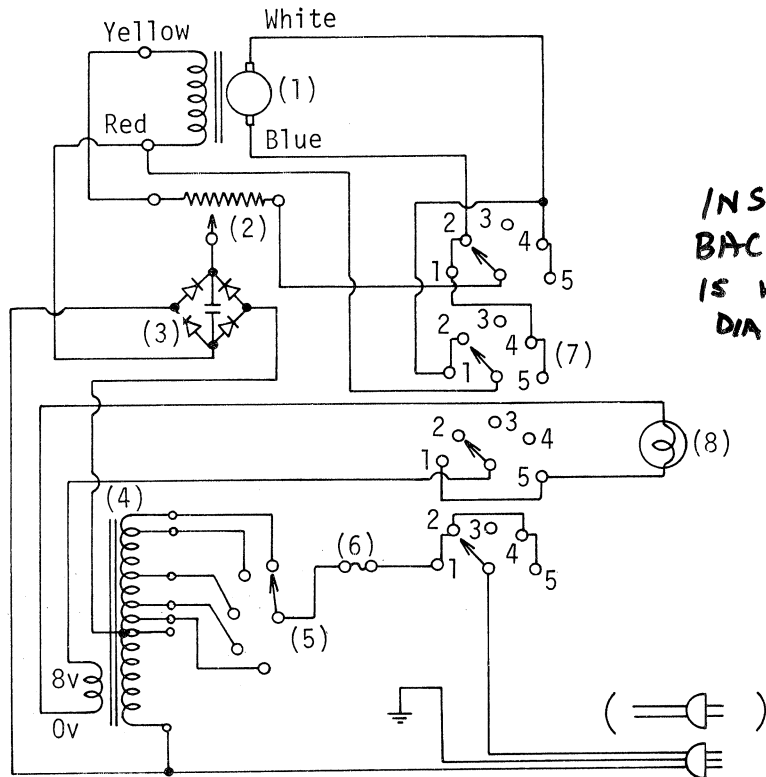 White
Yellow
(1)
Red
Blue
(2)
2 3 4
1 5
INS
BAC
IS
DIA
(3)
2 3 4 (7)
1 5
2 3 4
1 5
(8)
(4)
2 3 4
1 5
(6)
(5)
8v
0v